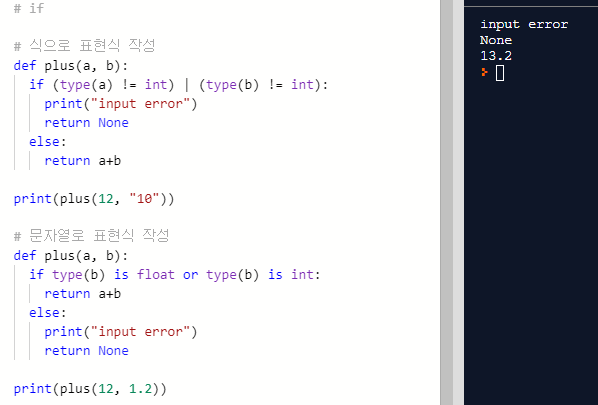 # if

# 식으로 표현식 작성
def plus(a, b):
  if (type(a) != int) | (type(b) != int):
    print("input error")
    return None
  else:
    return a+b

print(plus(12, "10"))

# 문자열로 표현식 작성
def plus(a, b):
  if type(b) is float or type(b) is int:
    return a+b
  else:
    print("input error")
    return None

print(plus(12, 1.2))

input error
None
13.2